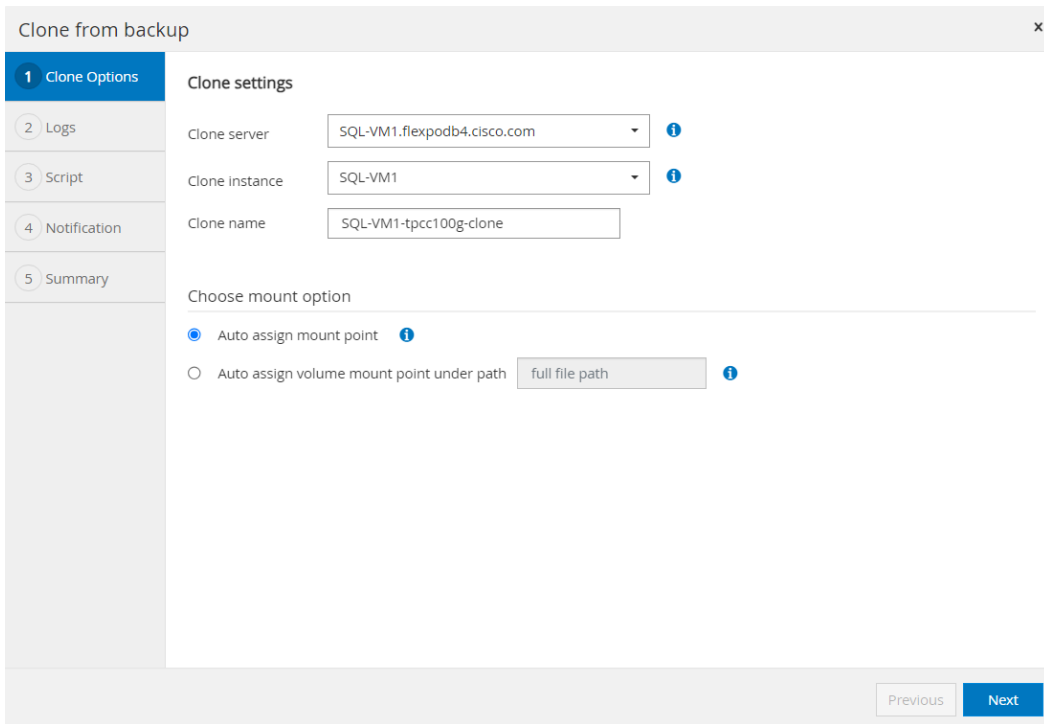 Clone from backup x
1 Clone Options
2 Logs
3 Script
4 Notification
5 Summary
Clone settings
Clone server SQL-VM1.flexpodb4.cisco.com i
Clone instance SQL-VM1 i
Clone name SQL-VM1-tpcc100g-clone
Choose mount option
Auto assign mount point i
Auto assign volume mount point under path full file path i
Previous Next